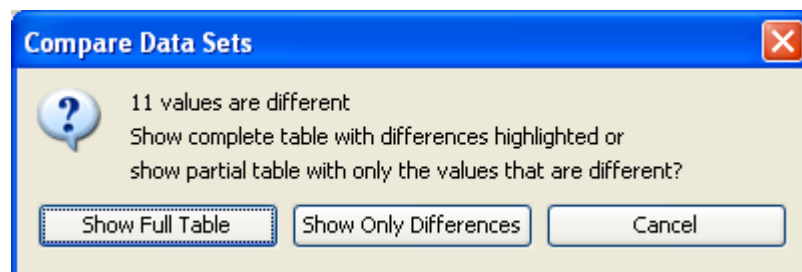 Compare Data Sets
11 values are different
Show complete table with differences highlighted or
show partial table with only the values that are different?
Show Full Table
Show Only Differences
Cancel